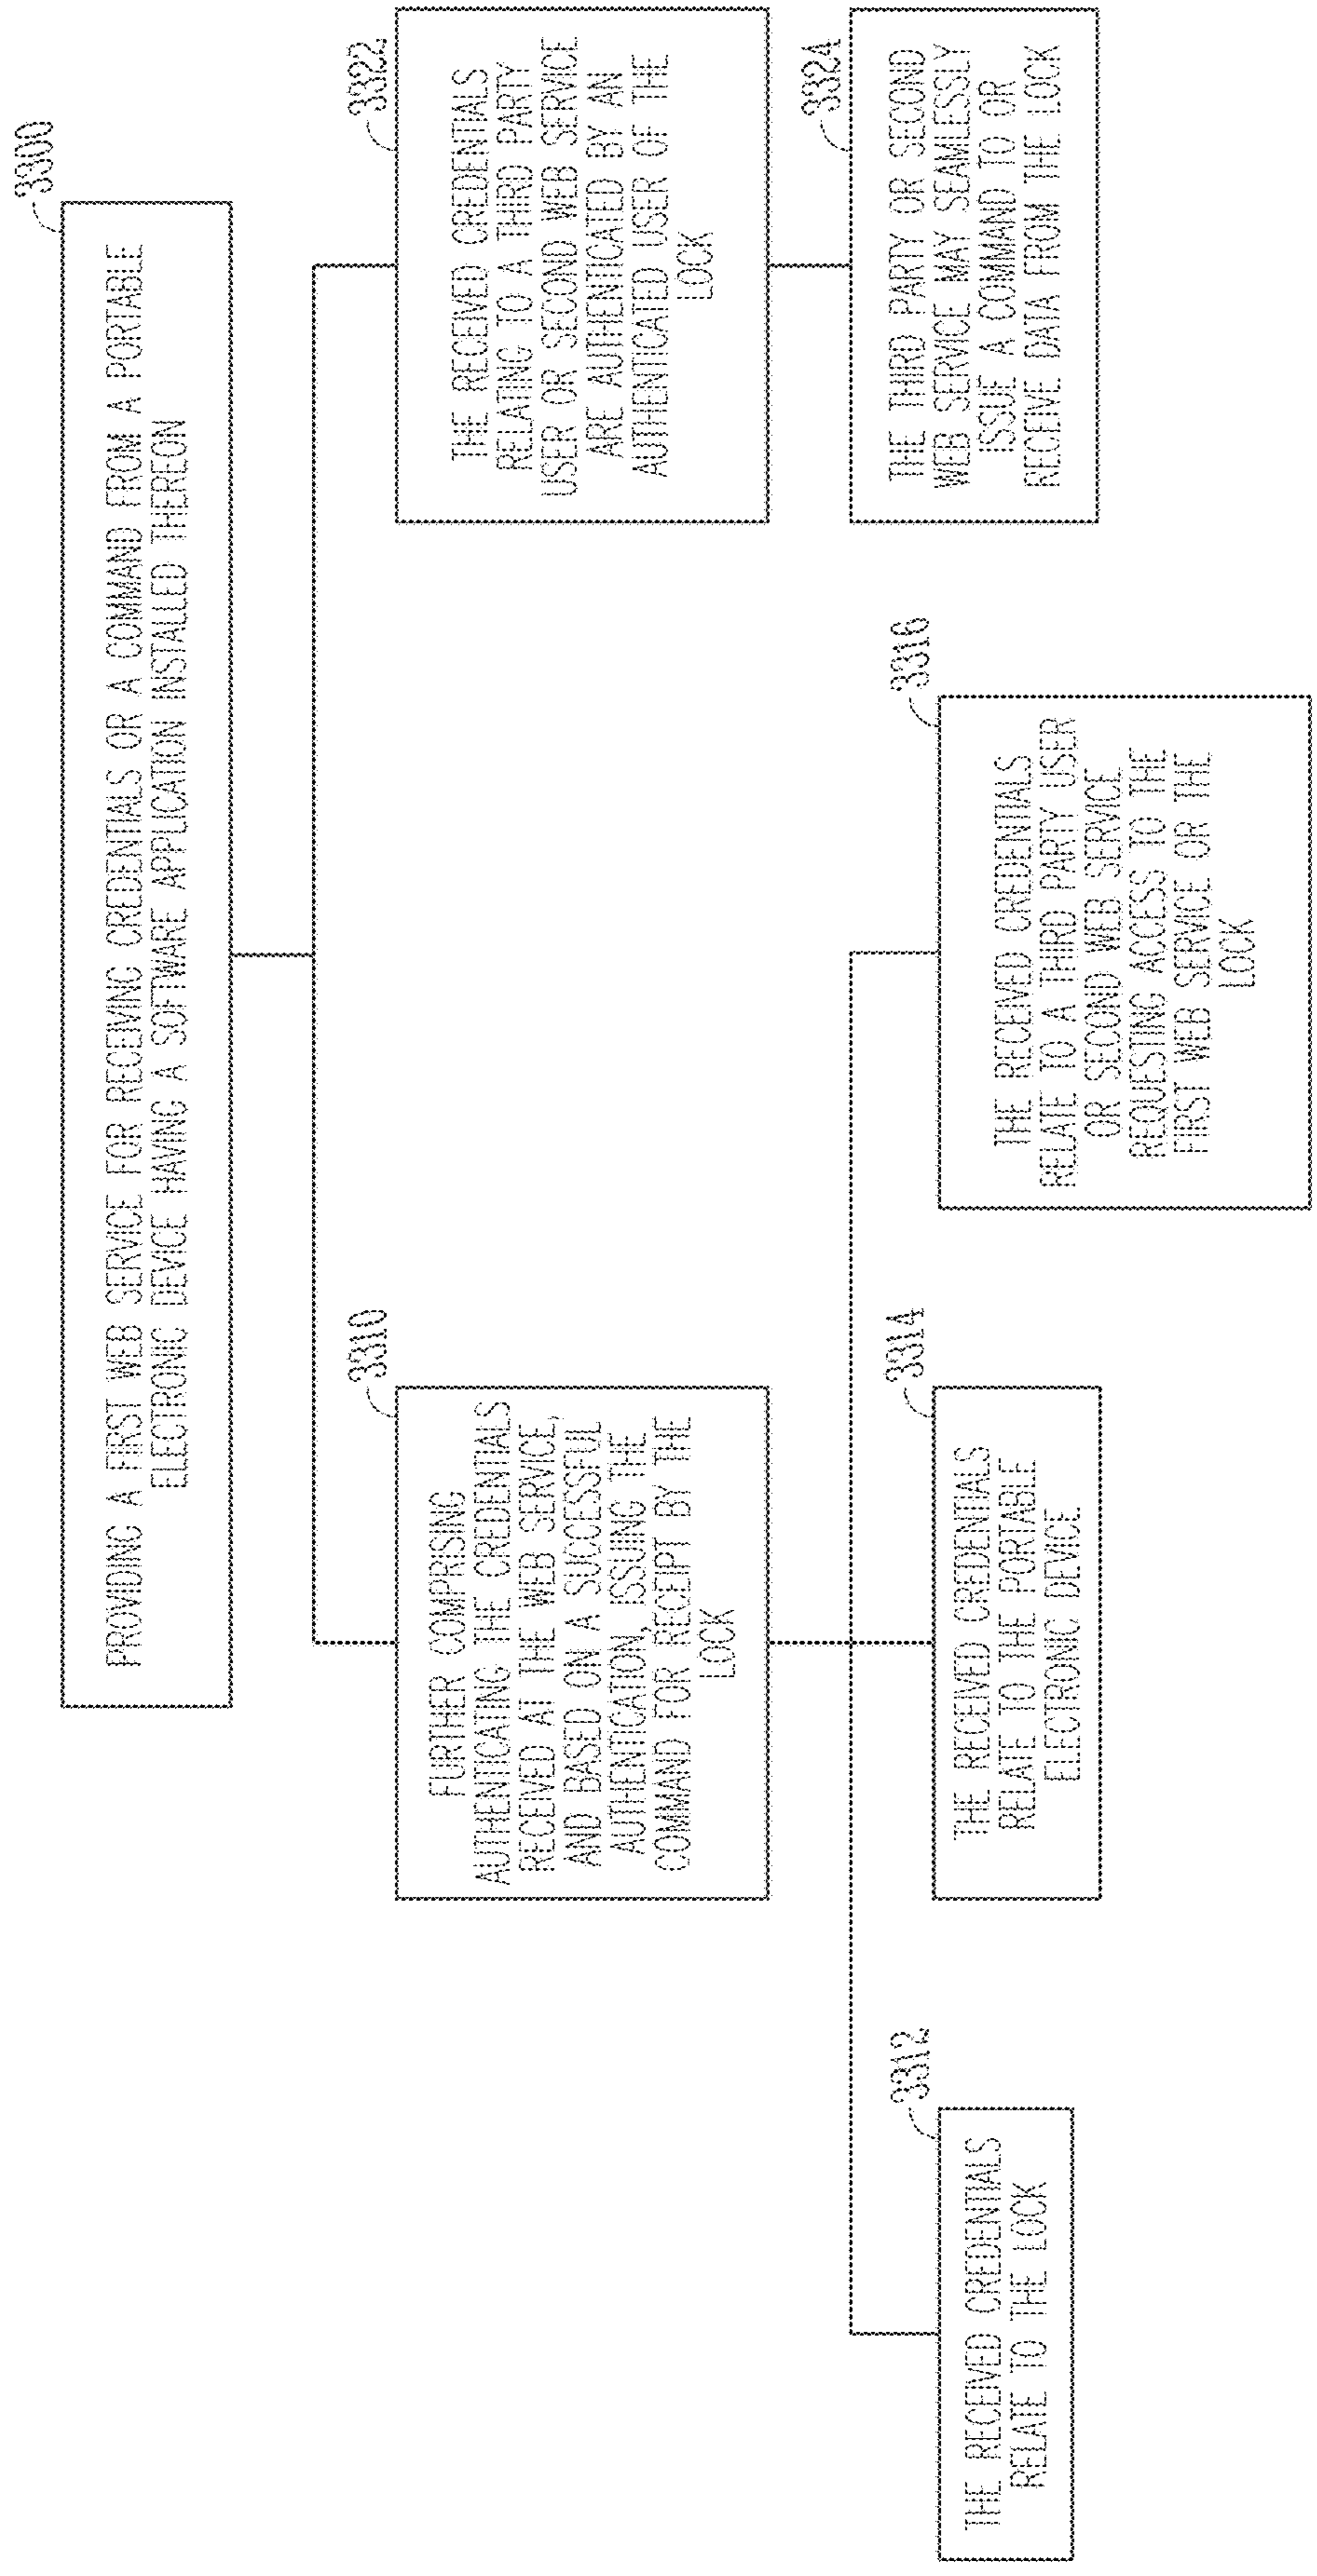 3300
PROVIDING A FIRST WEB SERVICE FOR RECEIVING CREDENTIALS OR A COMMAND FROM A PORTABLE
ELECTRONIC DEVICE HAVING A SOFTWARE APPLICATION INSTALLED THEREON
3310
FURTHER COMPRISING
AUTHENTICATING THE CREDENTIALS
RECEIVED AT THE WEB SERVICE,
AND BASED ON A SUCCESSFUL
AUTHENTICATION, ISSUING THE
COMMAND FOR RECEIPT BY THE
LOCK
3322
THE RECEIVED CREDENTIALS
RELATING TO A THIRD PARTY
USER OR SECOND WEB SERVICE
ARE AUTHENTICATED BY AN
AUTHENTICATED USER OF THE
LOCK
3312
THE RECEIVED CREDENTIALS
RELATE TO THE LOCK
3314
THE RECEIVED CREDENTIALS
RELATE TO THE PORTABLE
ELECTRONIC DEVICE
3316
THE RECEIVED CREDENTIALS
RELATE TO A THIRD PARTY USER
OR SECOND WEB SERVICE
REQUESTING ACCESS TO THE
FIRST WEB SERVICE OR THE
LOCK
3324
THE THIRD PARTY OR SECOND
WEB SERVICE MAY SEAMLESSLY
ISSUE A COMMAND TO OR
RECEIVE DATA FROM THE LOCK